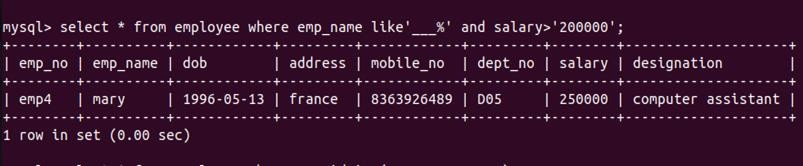 mysql> select * from employee where emp_name like'___%' and salary>'200000';
+--------+----------+------------+---------+------------+---------+--------+--------------------+
| emp_no | emp_name | dob        | address | mobile_no  | dept_no | salary | designation        |
+--------+----------+------------+---------+------------+---------+--------+--------------------+
| emp4   | mary     | 1996-05-13 | france  | 8363926489 | D05     | 250000 | computer assistant |
+--------+----------+------------+---------+------------+---------+--------+--------------------+
1 row in set (0.00 sec)